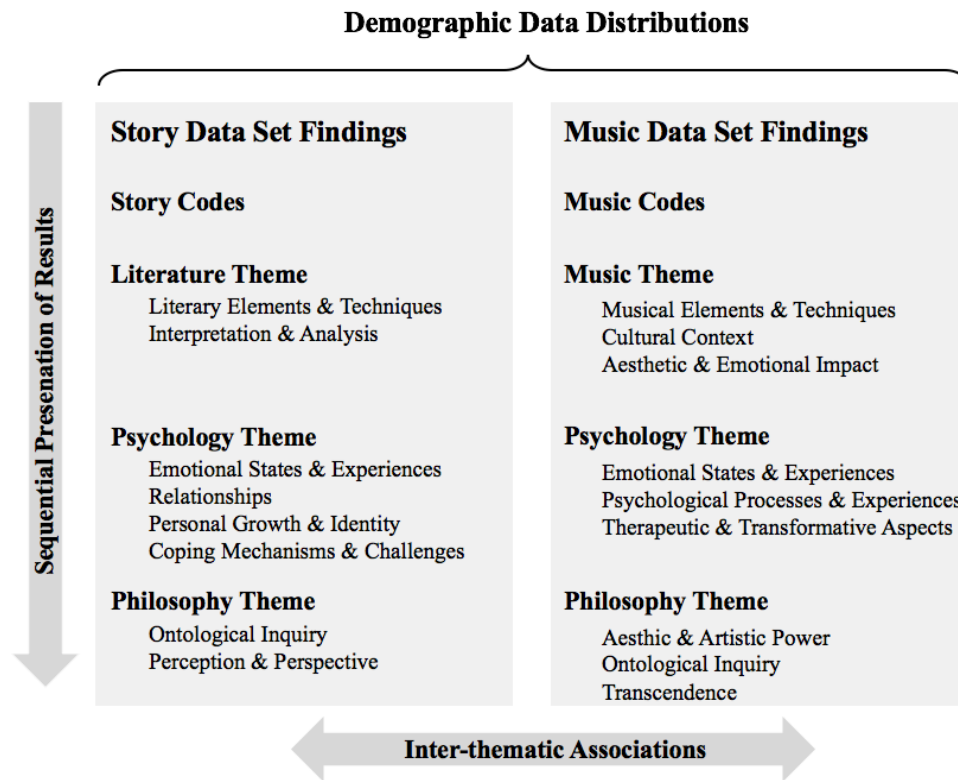 Demographic Data Distributions
Sequential Presenation of Results
Story Data Set Findings
Story Codes
Literature Theme
Literary Elements & Techniques
Interpretation & Analysis
Psychology Theme
Emotional States & Experiences
Relationships
Personal Growth & Identity
Coping Mechanisms & Challenges
Philosophy Theme
Ontological Inquiry
Perception & Perspective
Music Data Set Findings
Music Codes
Music Theme
Musical Elements & Techniques
Cultural Context
Aesthetic & Emotional Impact
Psychology Theme
Emotional States & Experiences
Psychological Processes & Experiences
Therapeutic & Transformative Aspects
Philosophy Theme
Aesthic & Artistic Power
Ontological Inquiry
Transcendence
Inter-thematic Associations